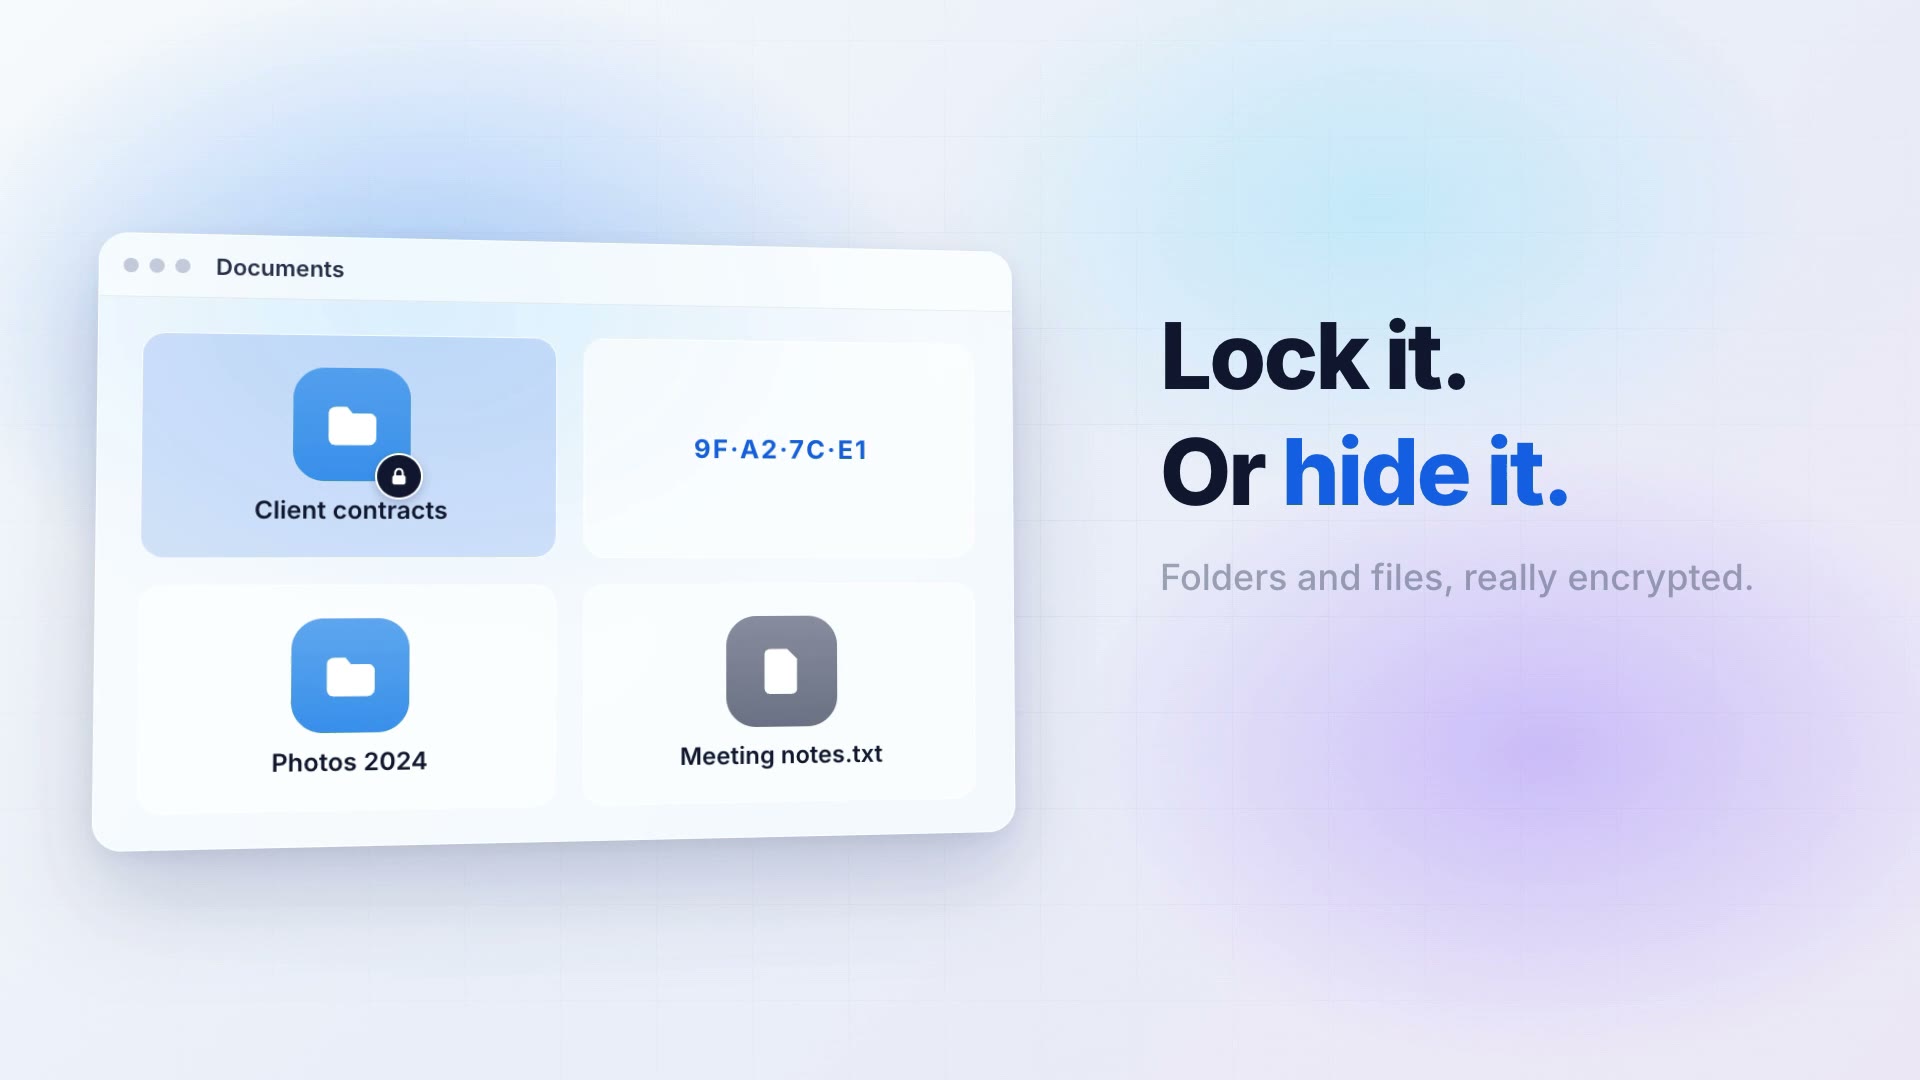 Documents
Client contracts
9F·A2·7C·E1
Photos 2024
Meeting notes.txt
Lock it.
Or hide it.
Folders and files, really encrypted.